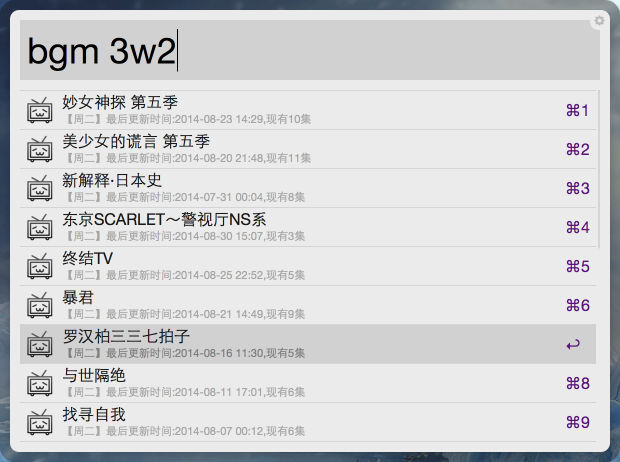 bgm 3w2
妙女神探 第五季
⌘1
【周二】最后更新时间:2014-08-23 14:29,现有10集
美少女的谎言 第五季
⌘2
【周二】最后更新时间:2014-08-20 21:48,现有11集
新解释·日本史
⌘3
【周二】最后更新时间:2014-07-31 00:04,现有8集
东京SCARLET～警视厅NS系
⌘4
【周二】最后更新时间:2014-08-30 15:07,现有3集
终结TV
⌘5
【周二】最后更新时间:2014-08-25 22:52,现有5集
暴君
⌘6
【周二】最后更新时间:2014-08-21 14:49,现有9集
罗汉柏三三七拍子
↩
【周二】最后更新时间:2014-08-16 11:30,现有5集
与世隔绝
⌘8
【周二】最后更新时间:2014-08-11 17:01,现有6集
找寻自我
⌘9
【周二】最后更新时间:2014-08-07 00:12,现有6集